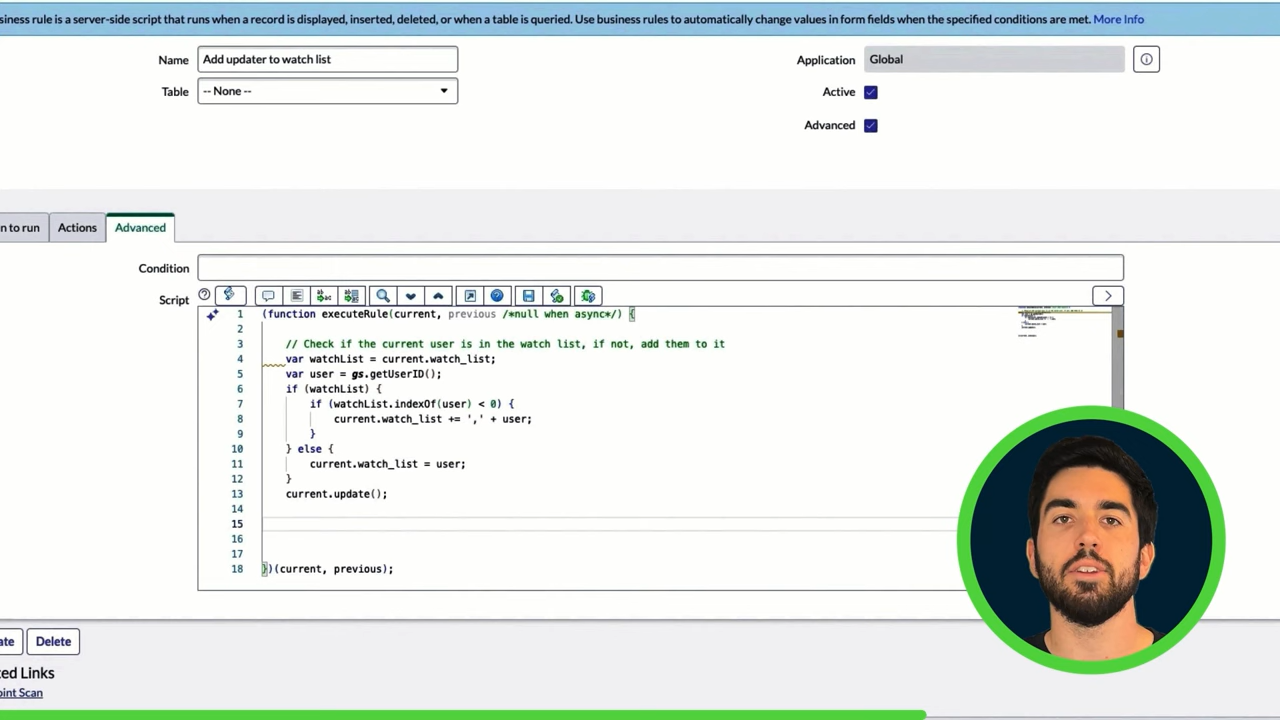 siness rule is a server-side script that runs when a record is displayed, inserted, deleted, or when a table is queried. Use business rules to automatically change values in form fields when the specified conditions are met. More Info
Name Add updater to watch list
Application Global
Table -- None --
Active
Advanced
n to run Actions Advanced
Condition
Script
1 (function executeRule(current, previous /*null when async*/) {
2
3 // Check if the current user is in the watch list, if not, add them to it
4 var watchList = current.watch_list;
5 var user = gs.getUserID();
6 if (watchList) {
7 if (watchList.indexOf(user) < 0) {
8 current.watch_list += ',' + user;
9 }
10 } else {
11 current.watch_list = user;
12 }
13 current.update();
14
15
16
17
18 })(current, previous);
ate Delete
ted Links
oint Scan